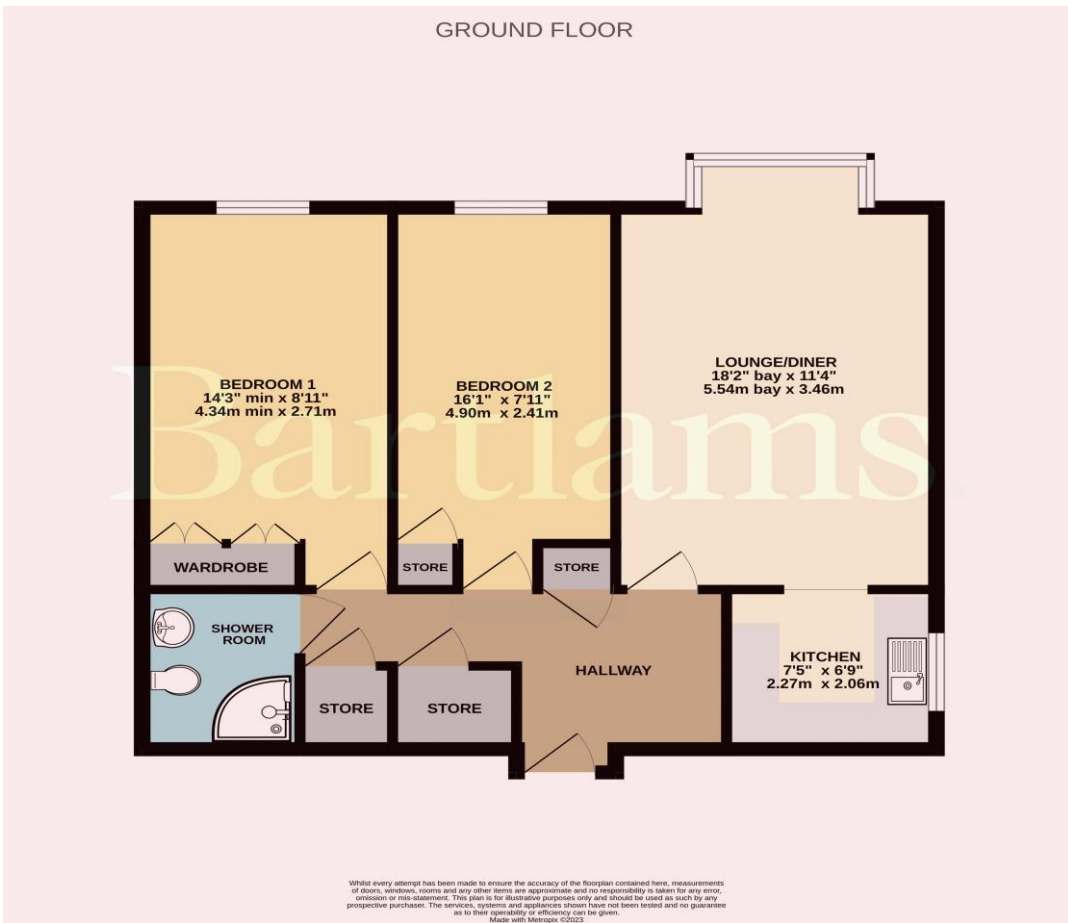 GROUND FLOOR
BEDROOM 1
14'3" min x 8'11"
4.34m min x 2.71m
BEDROOM 2
16'1" x 7'11"
4.90m x 2.41m
LOUNGE/DINER
18'2" bay x 11'4"
5.54m bay x 3.46m
Bartlams
WARDROBE
STORE
STORE
SHOWER
ROOM
HALLWAY
KITCHEN
7'5" x 6'9"
2.27m x 2.06m
STORE
STORE
Whilst every attempt has been made to ensure the accuracy of the floorplan contained here, measurements
of doors, windows, rooms and any other items are approximate and no responsibility is taken for any error,
omission or mis-statement. This plan is for illustrative purposes only and should be used as such by any
prospective purchaser. The services, systems and appliances shown have not been tested and no guarantee
as to their operability or efficiency can be given.
Made with Metropix ©2023